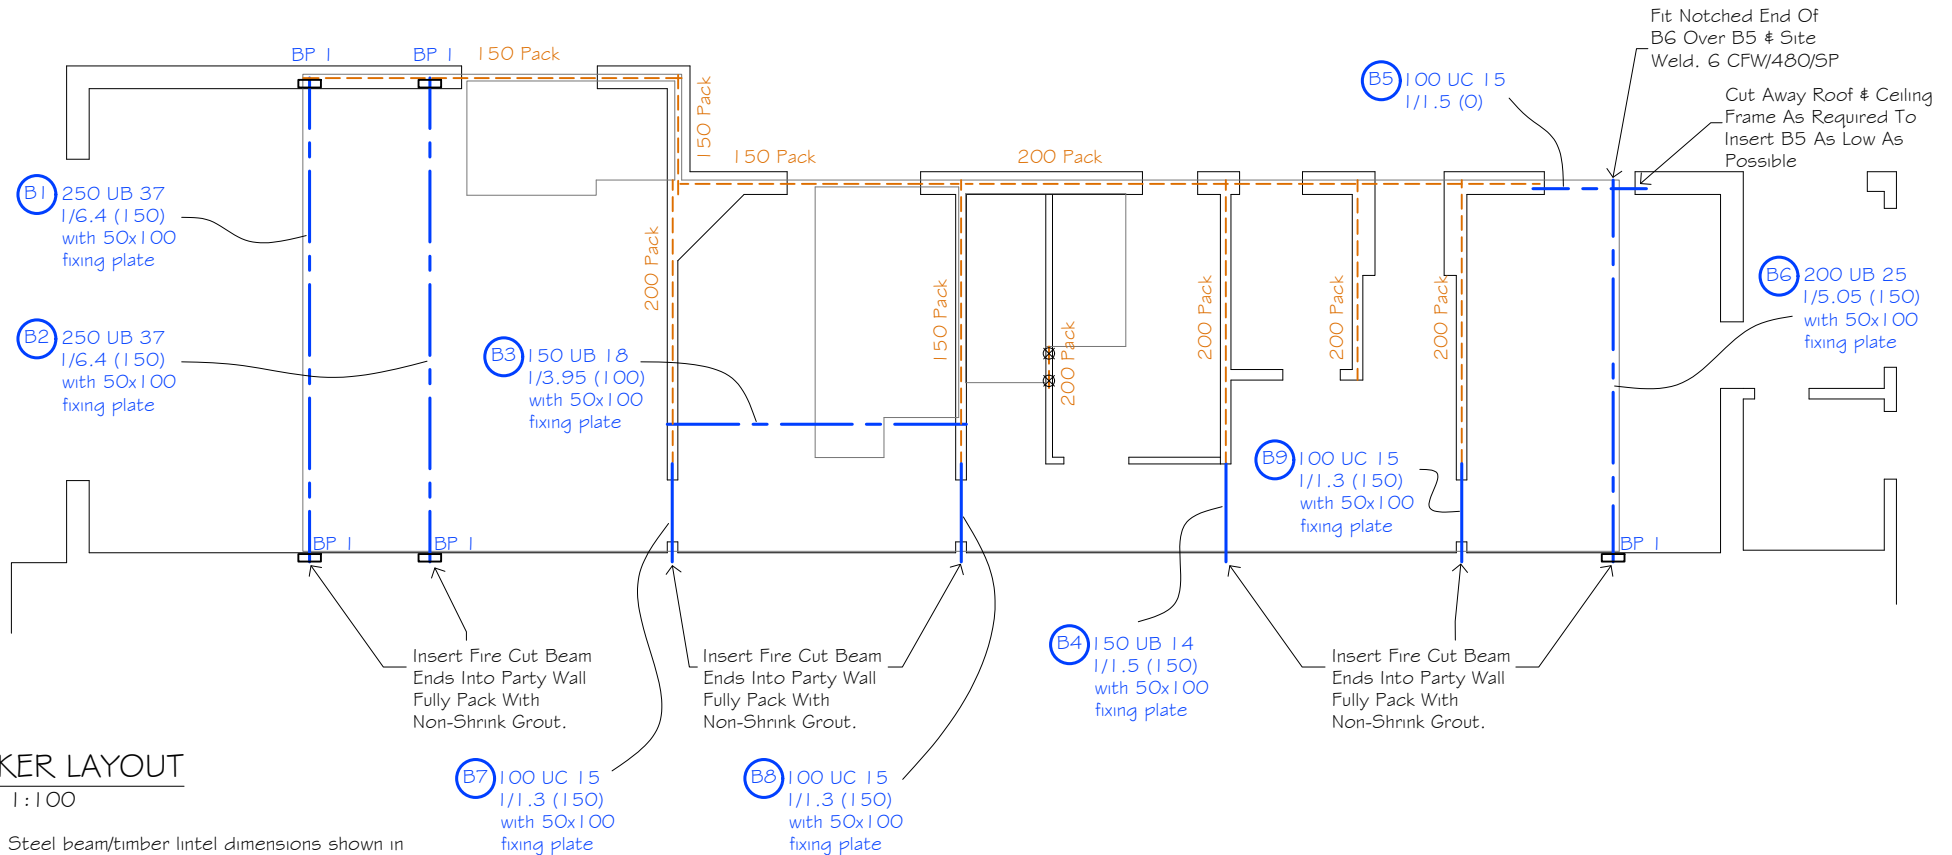 BP 1
BP 1
150 Pack
150 Pack
150 Pack
200 Pack
B5
100 UC 15
1/1.5 (0)
Fit Notched End Of
B6 Over B5 & Site
Weld. 6 CFW/480/SP
Cut Away Roof & Ceiling
Frame As Required To
Insert B5 As Low As
Possible
B1
250 UB 37
1/6.4 (150)
with 50x100
fixing plate
B2
250 UB 37
1/6.4 (150)
with 50x100
fixing plate
200 Pack
B3
150 UB 18
1/3.95 (100)
with 50x100
fixing plate
150 Pack
200 Pack
200 Pack
200 Pack
200 Pack
B6
200 UB 25
1/5.05 (150)
with 50x100
fixing plate
B9
100 UC 15
1/1.3 (150)
with 50x100
fixing plate
BP 1
BP 1
BP 1
Insert Fire Cut Beam
Ends Into Party Wall
Fully Pack With
Non-Shrink Grout.
Insert Fire Cut Beam
Ends Into Party Wall
Fully Pack With
Non-Shrink Grout.
B4
150 UB 14
1/1.5 (150)
with 50x100
fixing plate
Insert Fire Cut Beam
Ends Into Party Wall
Fully Pack With
Non-Shrink Grout.
B7
100 UC 15
1/1.3 (150)
with 50x100
fixing plate
B8
100 UC 15
1/1.3 (150)
with 50x100
fixing plate
KER LAYOUT
1:100
Steel beam/timber lintel dimensions shown in